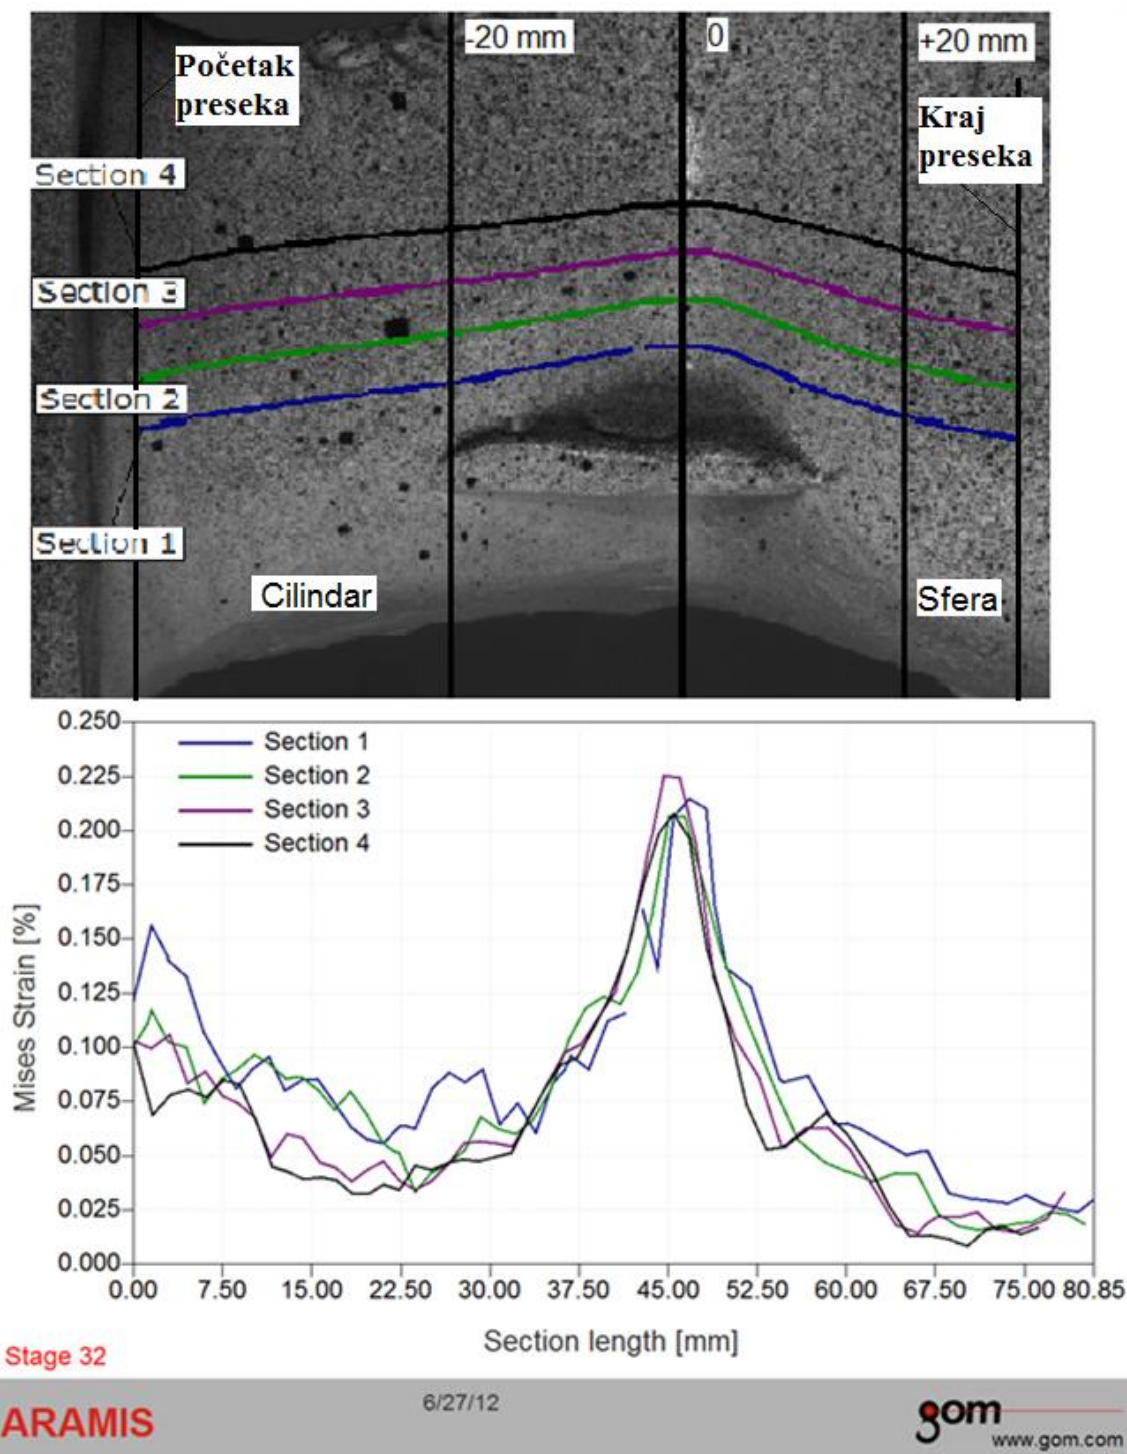 -20 mm
0
+20 mm
Početak
preseka
Kraj
preseka
Section 4
Section 3
Section 2
Section 1
Cilindar
Sfera
0.250
0.225
0.200
0.175
0.150
0.125
0.100
0.075
0.050
0.025
0.000
Mises Strain [%]
Section 1
Section 2
Section 3
Section 4
0.00 7.50 15.00 22.50 30.00 37.50 45.00 52.50 60.00 67.50 75.00 80.85
Section length [mm]
Stage 32
6/27/12
ARAMIS
gom
www.gom.com